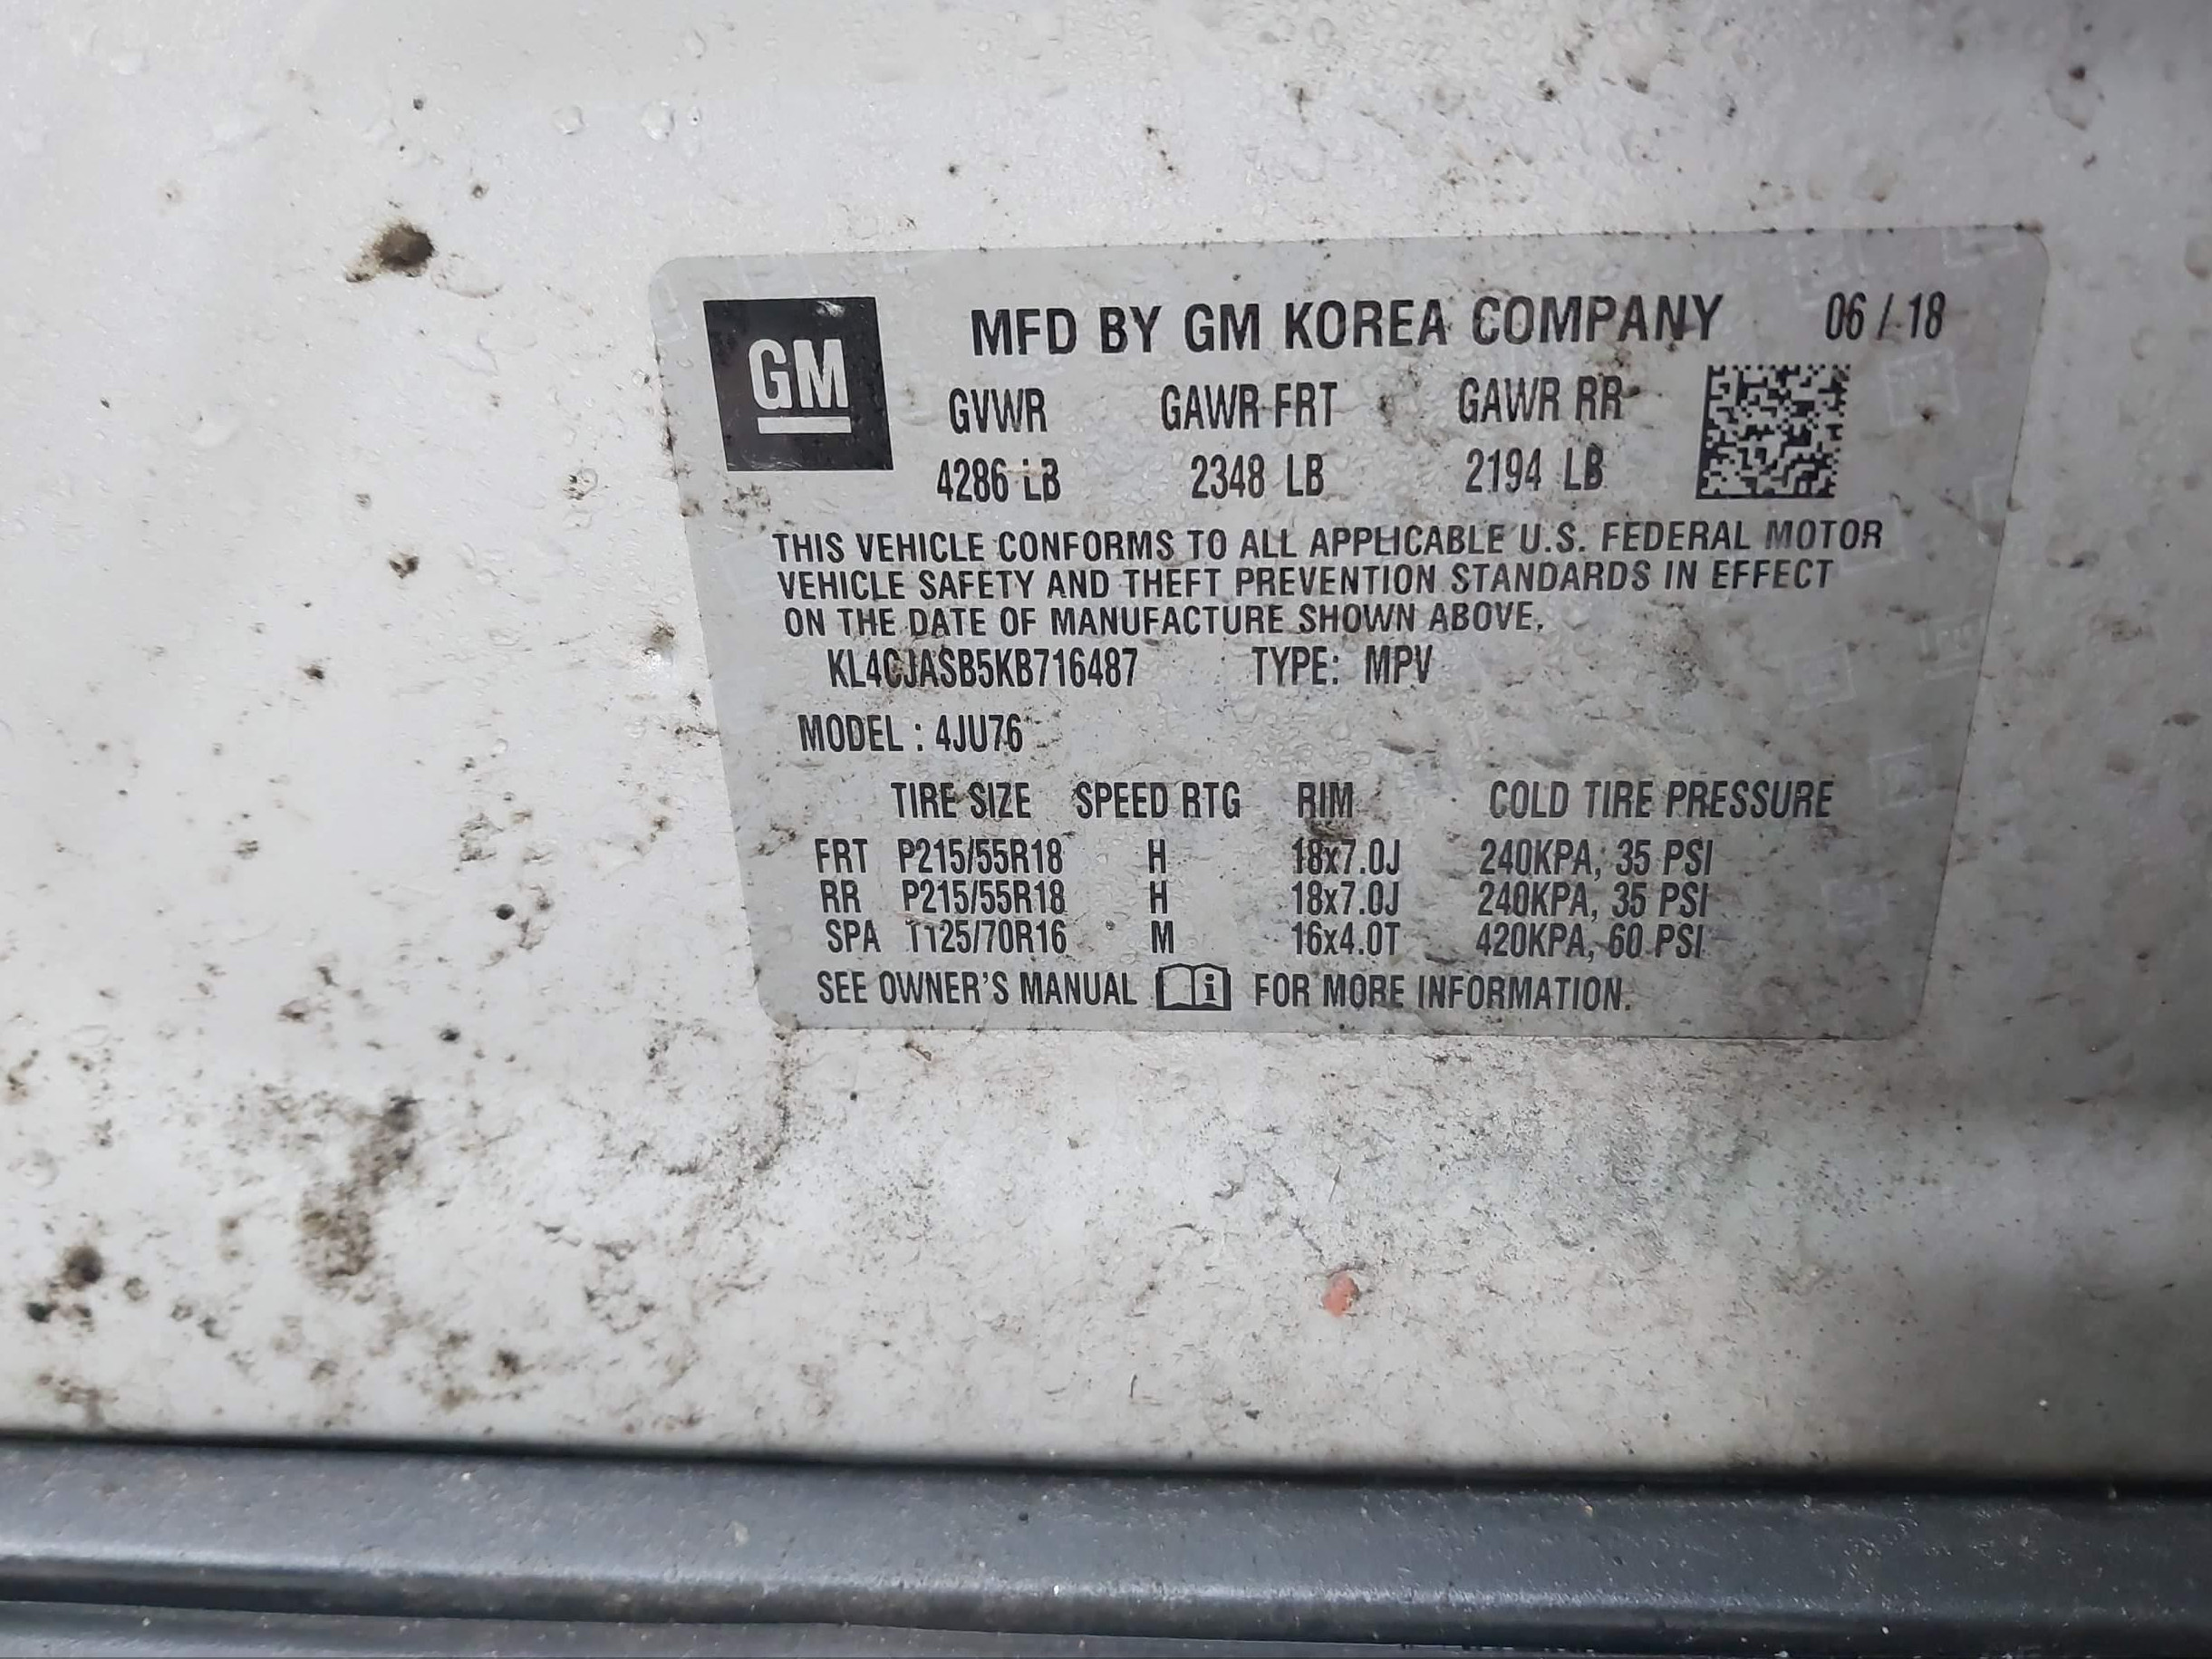 GM
MFD BY GM KOREA COMPANY 06 / 18
GVWR GAWR FRT GAWR RR
4286 LB 2348 LB 2194 LB
THIS VEHICLE CONFORMS TO ALL APPLICABLE U.S. FEDERAL MOTOR
VEHICLE SAFETY AND THEFT PREVENTION STANDARDS IN EFFECT
ON THE DATE OF MANUFACTURE SHOWN ABOVE.
KL4CJASB5KB716487 TYPE: MPV
MODEL : 4JU76
TIRE SIZE SPEED RTG RIM COLD TIRE PRESSURE
FRT P215/55R18 H 18x7.0J 240KPA, 35 PSI
RR P215/55R18 H 18x7.0J 240KPA, 35 PSI
SPA T125/70R16 M 16x4.0T 420KPA, 60 PSI
SEE OWNER'S MANUAL i FOR MORE INFORMATION.